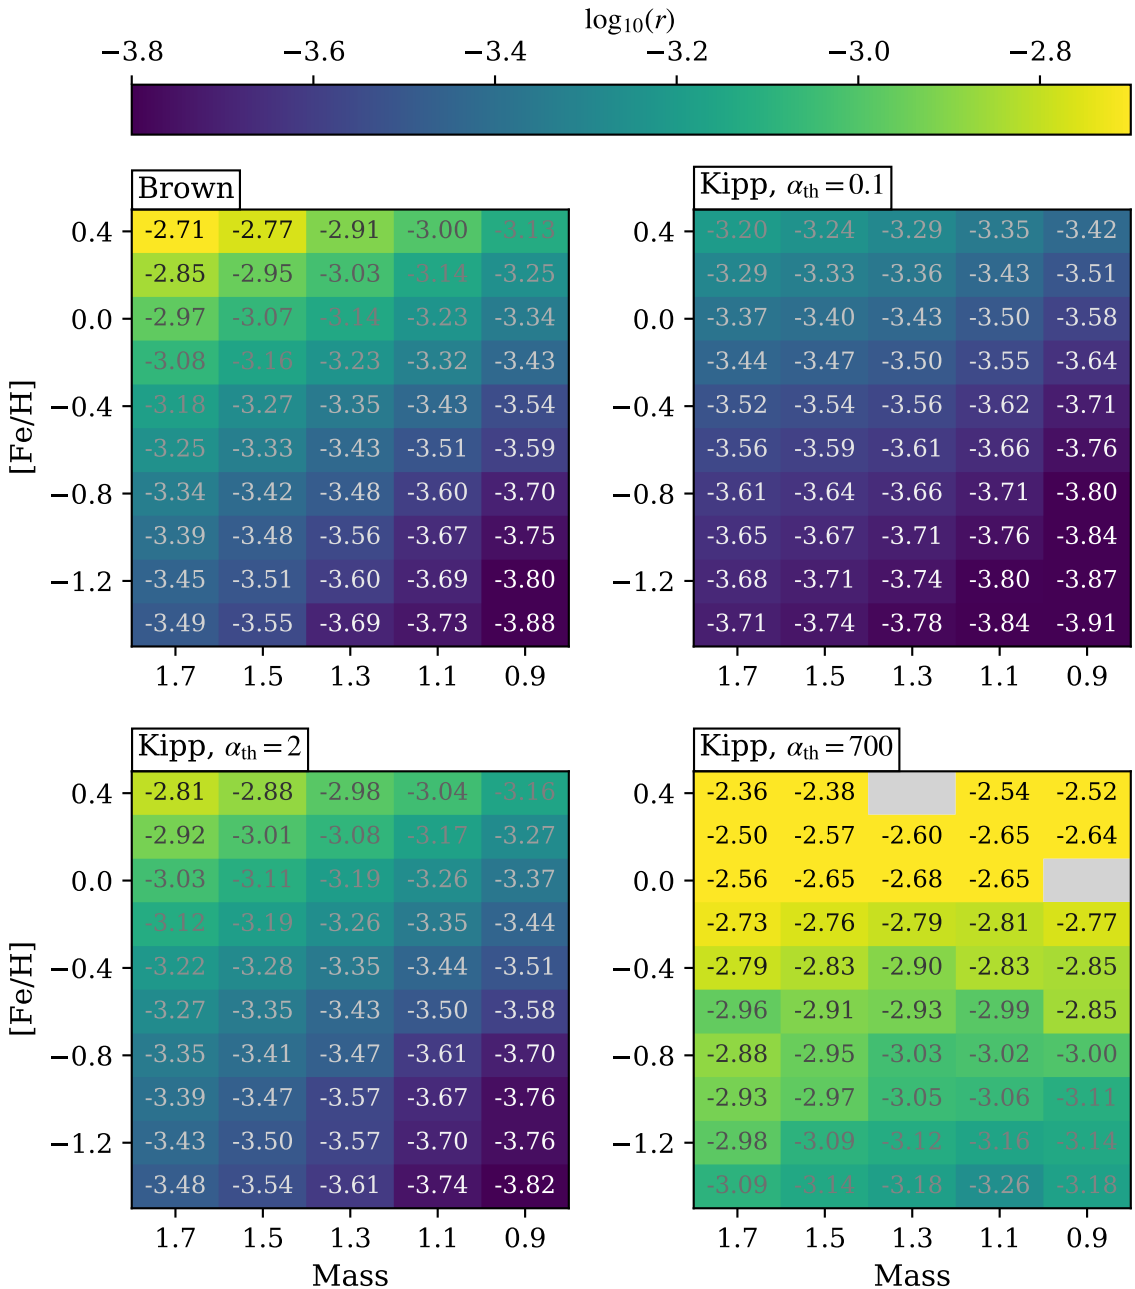 log₁₀(r)
−3.8 −3.6 −3.4 −3.2 −3.0 −2.8
Brown
0.4 -2.71 -2.77 -2.91 -3.00 -3.13
-2.85 -2.95 -3.03 -3.14 -3.25
0.0 -2.97 -3.07 -3.14 -3.23 -3.34
-3.08 -3.16 -3.23 -3.32 -3.43
−0.4 -3.18 -3.27 -3.35 -3.43 -3.54
-3.25 -3.33 -3.43 -3.51 -3.59
−0.8 -3.34 -3.42 -3.48 -3.60 -3.70
-3.39 -3.48 -3.56 -3.67 -3.75
−1.2 -3.45 -3.51 -3.60 -3.69 -3.80
-3.49 -3.55 -3.69 -3.73 -3.88
1.7 1.5 1.3 1.1 0.9
[Fe/H]
Kipp, αₜₕ = 0.1
0.4 -3.20 -3.24 -3.29 -3.35 -3.42
-3.29 -3.33 -3.36 -3.43 -3.51
0.0 -3.37 -3.40 -3.43 -3.50 -3.58
-3.44 -3.47 -3.50 -3.55 -3.64
−0.4 -3.52 -3.54 -3.56 -3.62 -3.71
-3.56 -3.59 -3.61 -3.66 -3.76
−0.8 -3.61 -3.64 -3.66 -3.71 -3.80
-3.65 -3.67 -3.71 -3.76 -3.84
−1.2 -3.68 -3.71 -3.74 -3.80 -3.87
-3.71 -3.74 -3.78 -3.84 -3.91
1.7 1.5 1.3 1.1 0.9
Kipp, αₜₕ = 2
0.4 -2.81 -2.88 -2.98 -3.04 -3.16
-2.92 -3.01 -3.08 -3.17 -3.27
0.0 -3.03 -3.11 -3.19 -3.26 -3.37
-3.12 -3.19 -3.26 -3.35 -3.44
−0.4 -3.22 -3.28 -3.35 -3.44 -3.51
-3.27 -3.35 -3.43 -3.50 -3.58
−0.8 -3.35 -3.41 -3.47 -3.61 -3.70
-3.39 -3.47 -3.57 -3.67 -3.76
−1.2 -3.43 -3.50 -3.57 -3.70 -3.76
-3.48 -3.54 -3.61 -3.74 -3.82
1.7 1.5 1.3 1.1 0.9
Mass
[Fe/H]
Kipp, αₜₕ = 700
0.4 -2.36 -2.38 -2.54 -2.52
-2.50 -2.57 -2.60 -2.65 -2.64
0.0 -2.56 -2.65 -2.68 -2.65
-2.73 -2.76 -2.79 -2.81 -2.77
−0.4 -2.79 -2.83 -2.90 -2.83 -2.85
-2.96 -2.91 -2.93 -2.99 -2.85
−0.8 -2.88 -2.95 -3.03 -3.02 -3.00
-2.93 -2.97 -3.05 -3.06 -3.11
−1.2 -2.98 -3.09 -3.12 -3.16 -3.14
-3.09 -3.14 -3.18 -3.26 -3.18
1.7 1.5 1.3 1.1 0.9
Mass